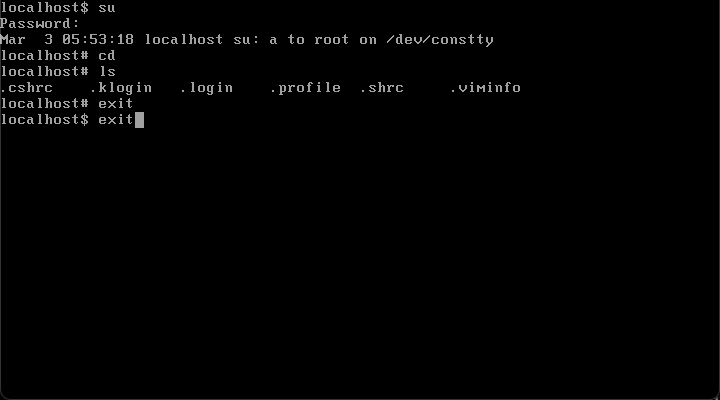 localhost$ su
Password:
Mar  3 05:53:18 localhost su: a to root on /dev/constty
localhost# cd
localhost# ls
.cshrc    .klogin   .login    .profile  .shrc     .viminfo
localhost# exit
localhost$ exit